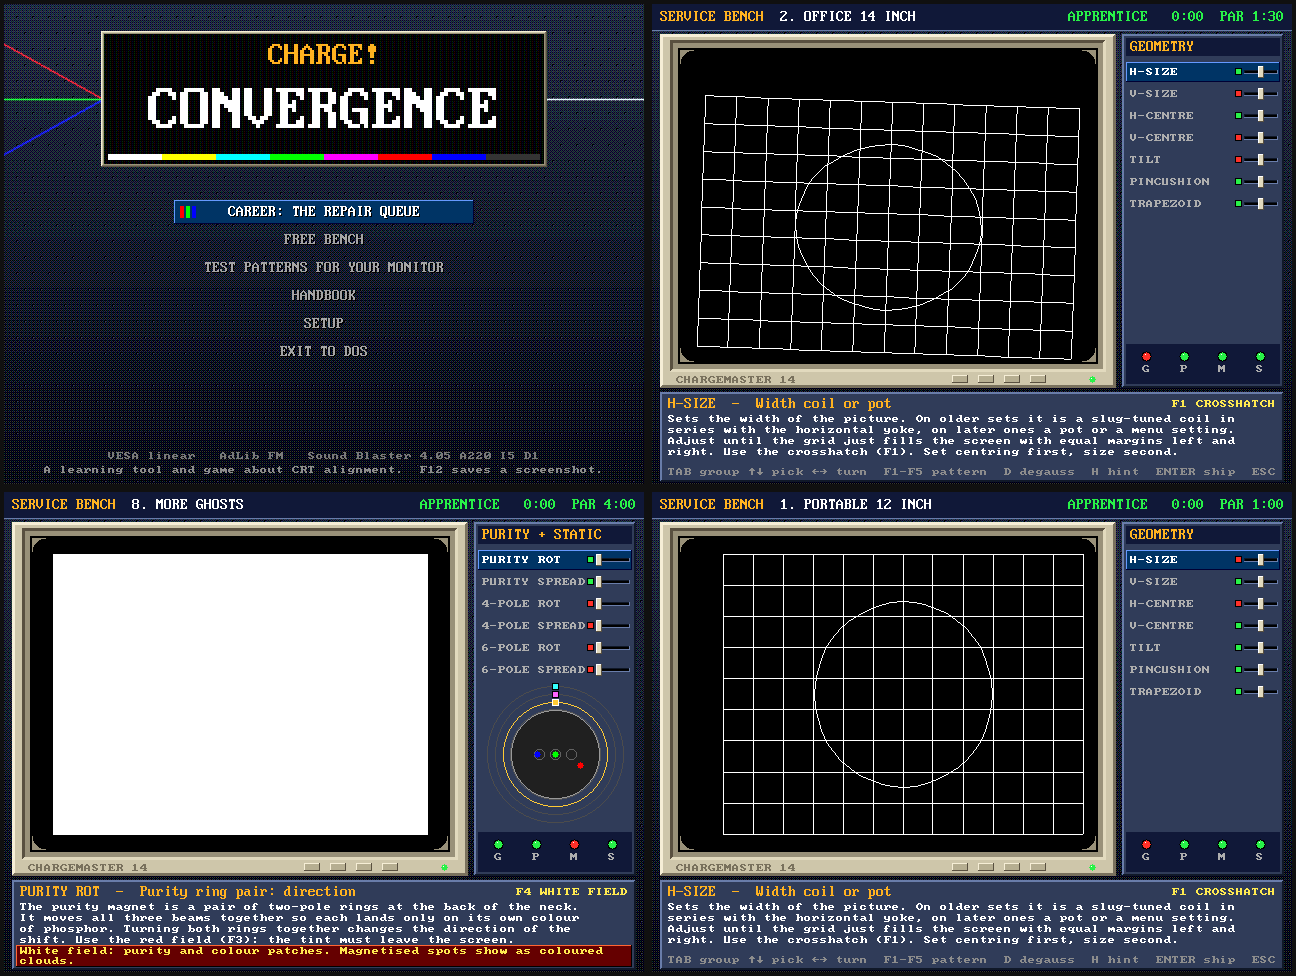 CHARGE!
CONVERGENCE
CAREER: THE REPAIR QUEUE
FREE BENCH
TEST PATTERNS FOR YOUR MONITOR
HANDBOOK
SETUP
EXIT TO DOS
VESA linear AdLib FM Sound Blaster 4.05 A220 I5 D1
A learning tool and game about CRT alignment. F12 saves a screenshot.
SERVICE BENCH 2. OFFICE 14 INCH APPRENTICE 0:00 PAR 1:30
GEOMETRY
H-SIZE
V-SIZE
H-CENTRE
V-CENTRE
TILT
PINCUSHION
TRAPEZOID
G P M S
CHARGEMASTER 14
H-SIZE - Width coil or pot F1 CROSSHATCH
Sets the width of the picture. On older sets it is a slug-tuned coil in
series with the horizontal yoke, on later ones a pot or a menu setting.
Adjust until the grid just fills the screen with equal margins left and
right. Use the crosshatch (F1). Set centring first, size second.
TAB group ↑↓ pick ↔ turn F1-F5 pattern D degauss H hint ENTER ship ESC
SERVICE BENCH 8. MORE GHOSTS APPRENTICE 0:00 PAR 4:00
PURITY + STATIC
PURITY ROT
PURITY SPREAD
4-POLE ROT
4-POLE SPREAD
6-POLE ROT
6-POLE SPREAD
G P M S
CHARGEMASTER 14
PURITY ROT - Purity ring pair: direction F4 WHITE FIELD
The purity magnet is a pair of two-pole rings at the back of the neck.
It moves all three beams together so each lands only on its own colour
of phosphor. Turning both rings together changes the direction of the
shift. Use the red field (F3): the tint must leave the screen.
White field: purity and colour patches. Magnetised spots show as coloured
clouds.
SERVICE BENCH 1. PORTABLE 12 INCH APPRENTICE 0:00 PAR 1:00
GEOMETRY
H-SIZE
V-SIZE
H-CENTRE
V-CENTRE
TILT
PINCUSHION
TRAPEZOID
G P M S
CHARGEMASTER 14
H-SIZE - Width coil or pot F1 CROSSHATCH
Sets the width of the picture. On older sets it is a slug-tuned coil in
series with the horizontal yoke, on later ones a pot or a menu setting.
Adjust until the grid just fills the screen with equal margins left and
right. Use the crosshatch (F1). Set centring first, size second.
TAB group ↑↓ pick ↔ turn F1-F5 pattern D degauss H hint ENTER ship ESC